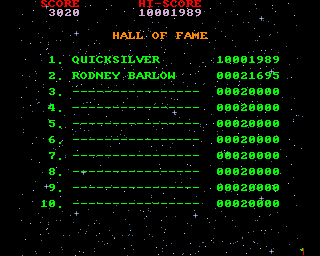 SCORE HI-SCORE
3020 10001989
HALL OF FAME
1. QUICKSILVER 10001989
2. RODNEY BARLOW 00021695
3. ------------- 00020000
4. ------------- 00020000
5. ------------- 00020000
6. ------------- 00020000
7. ------------- 00020000
8. ------------- 00020000
9. ------------- 00020000
10. ------------- 00020000